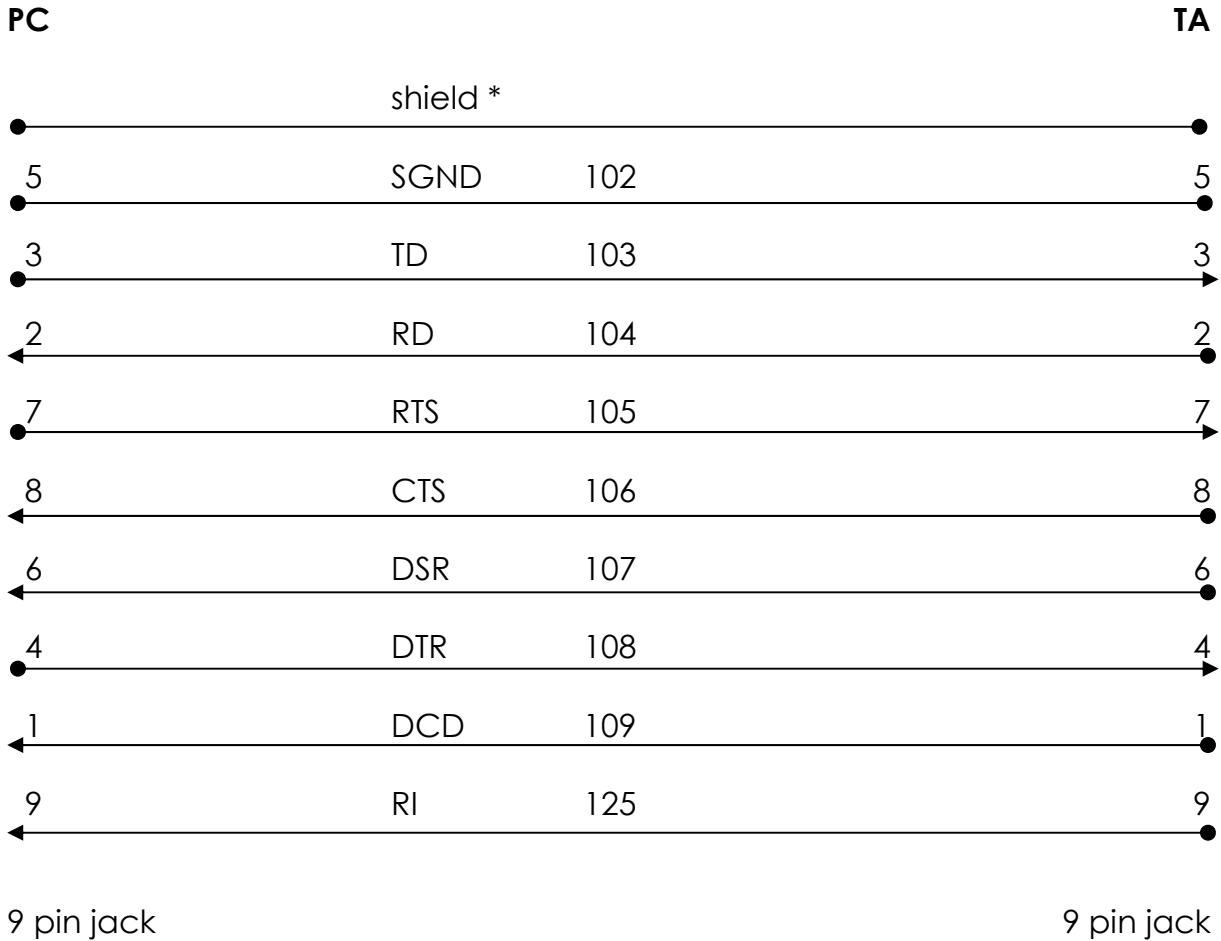 PC TA
shield *
5 SGND 102 5
3 TD 103 3
2 RD 104 2
7 RTS 105 7
8 CTS 106 8
6 DSR 107 6
4 DTR 108 4
1 DCD 109 1
9 RI 125 9
9 pin jack 9 pin jack